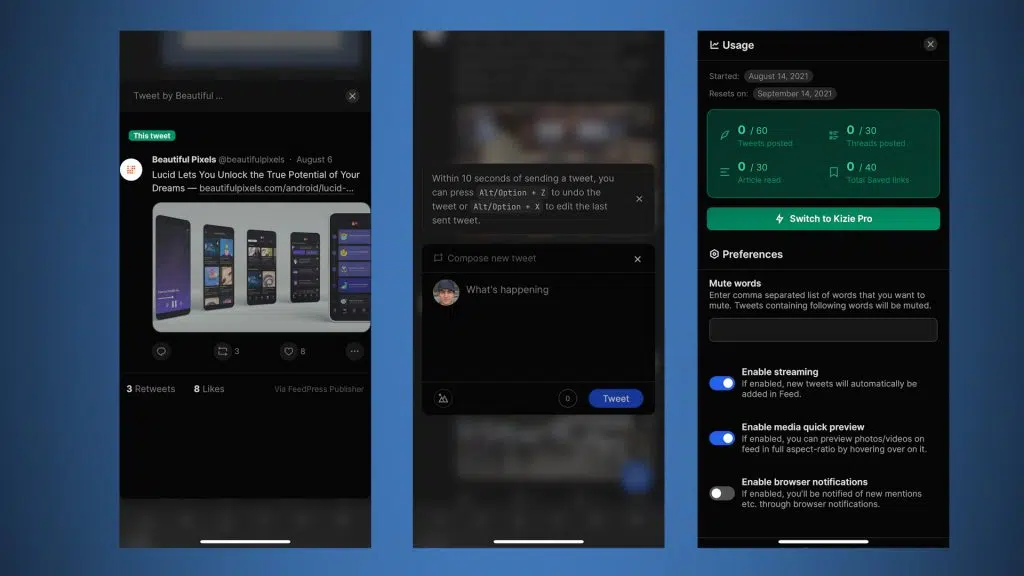 Tweet by Beautiful ...
This tweet
Beautiful Pixels @beautifulpixels · August 6
Lucid Lets You Unlock the True Potential of Your
Dreams — beautifulpixels.com/android/lucid-...
3
8
3 Retweets
8 Likes
Via FeedPress Publisher
Within 10 seconds of sending a tweet, you
can press Alt/Option + Z to undo the
tweet or Alt/Option + X to edit the last
sent tweet.
Compose new tweet
What's happening
0
Tweet
Usage
Started: August 14, 2021
Resets on: September 14, 2021
0 / 60
Tweets posted
0 / 30
Threads posted
0 / 30
Article read
0 / 40
Total Saved links
Switch to Kizie Pro
Preferences
Mute words
Enter comma separated list of words that you want to
mute. Tweets containing following words will be muted.
Enable streaming
If enabled, new tweets will automatically be
added in Feed.
Enable media quick preview
If enabled, you can preview photos/videos on
feed in full aspect-ratio by hovering over on it.
Enable browser notifications
If enabled, you'll be notified of new mentions
etc. through browser notifications.